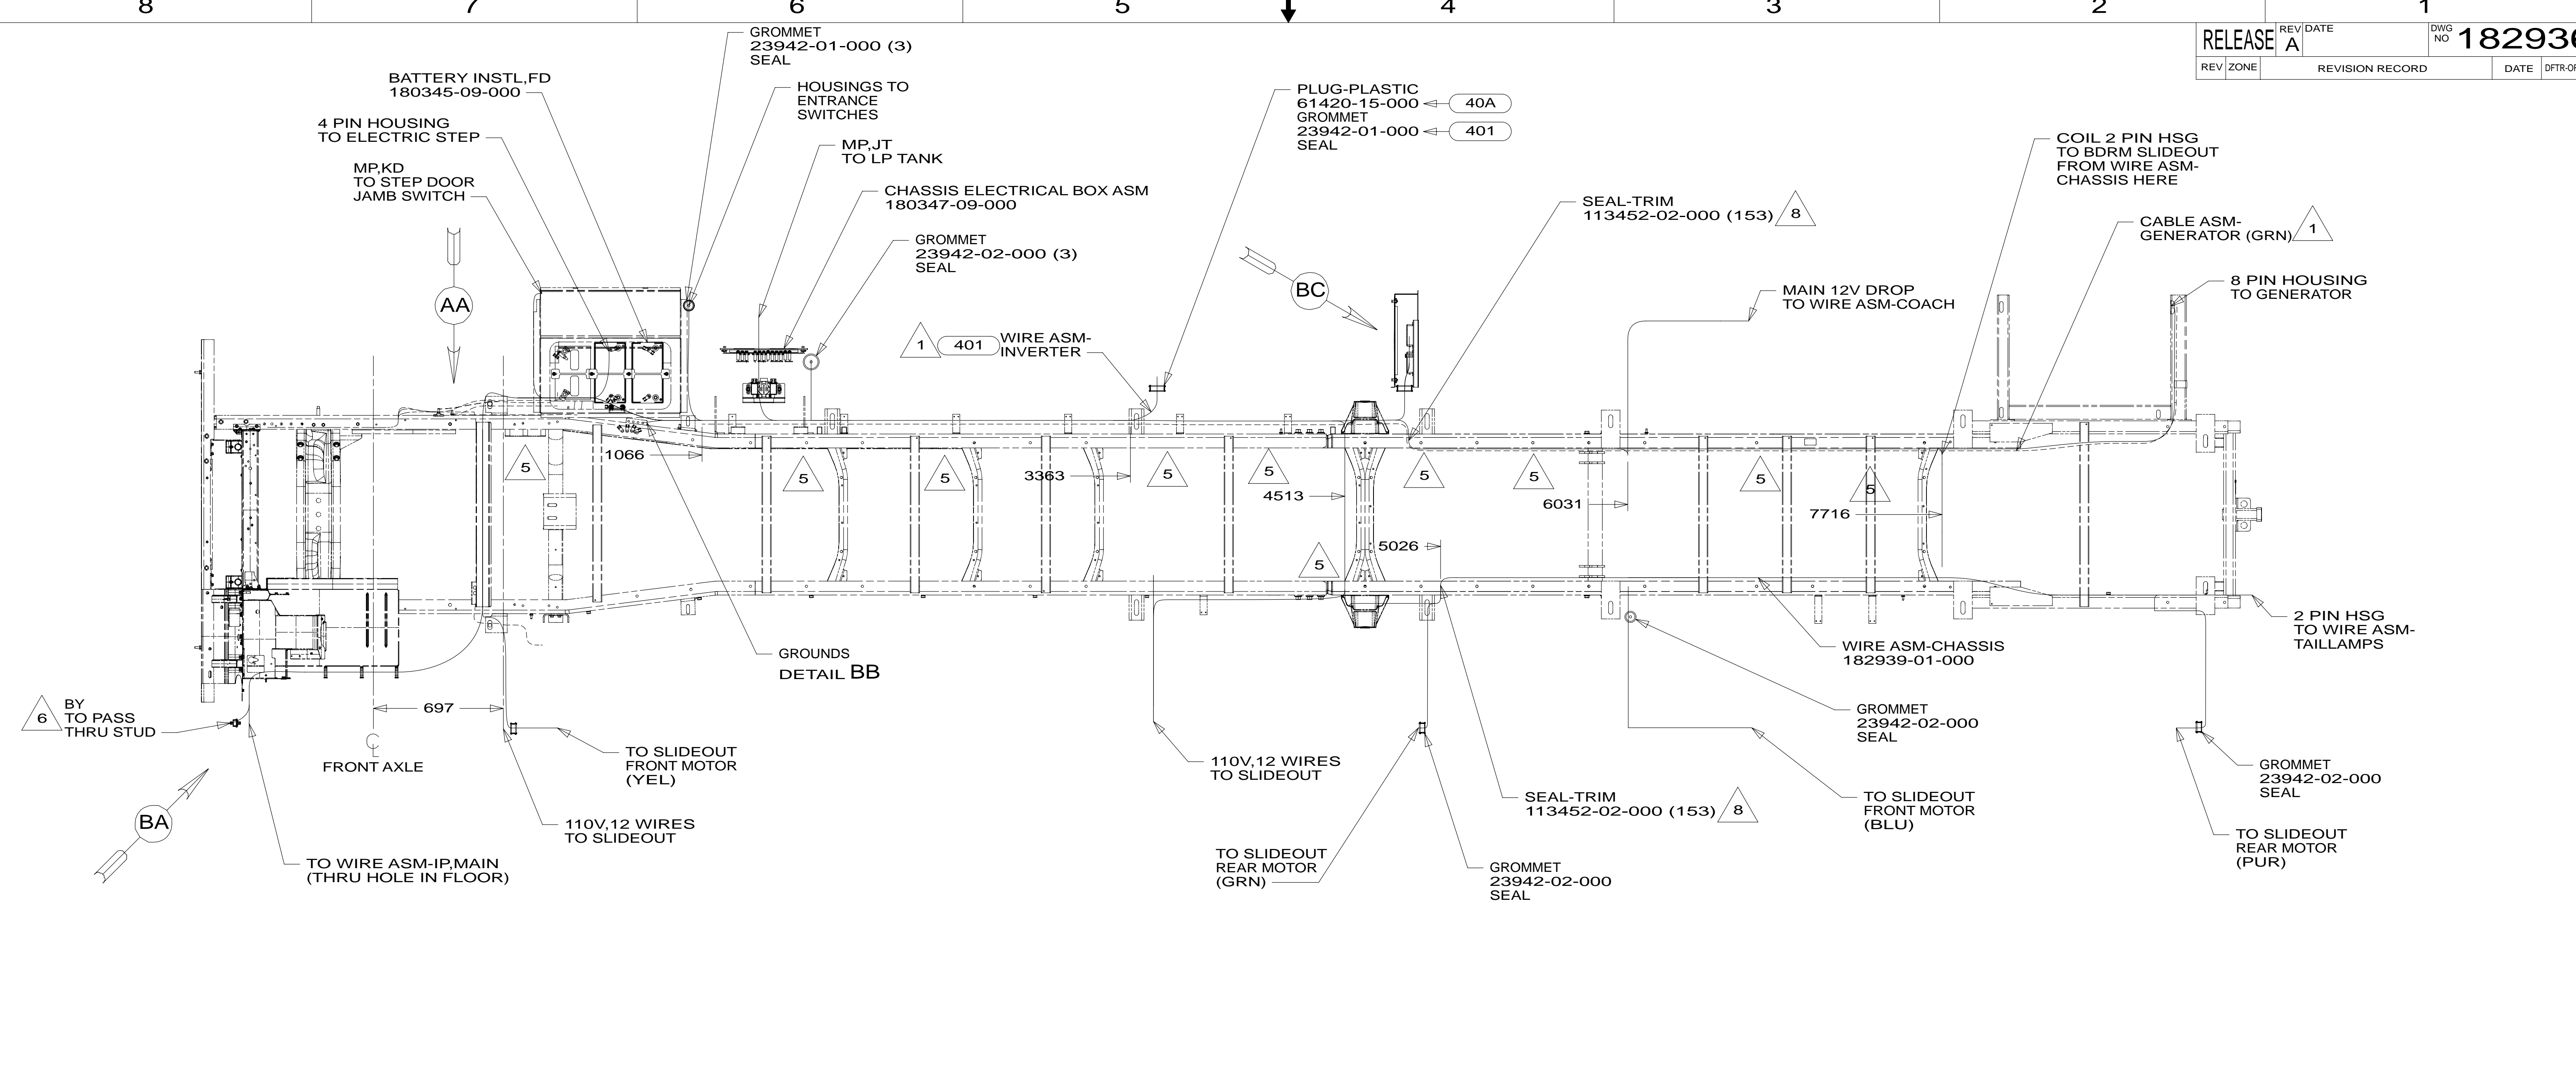 8 7 6 5 4 3 2 1
RELEASE
REV
A
DATE
DWG
NO
REV ZONE REVISION RECORD DATE
GROMMET
23942-01-000 (3)
SEAL
BATTERY INSTL,FD
180345-09-000
HOUSINGS TO
ENTRANCE
SWITCHES
4 PIN HOUSING
TO ELECTRIC STEP
MP,JT
TO LP TANK
MP,KD
TO STEP DOOR
JAMB SWITCH
CHASSIS ELECTRICAL BOX ASM
180347-09-000
GROMMET
23942-02-000 (3)
SEAL
PLUG-PLASTIC
61420-15-000 40A
GROMMET
23942-01-000 401
SEAL
SEAL-TRIM
113452-02-000 (153) 8
COIL 2 PIN HSG
TO BDRM SLIDEOUT
FROM WIRE ASM-
CHASSIS HERE
CABLE ASM-
GENERATOR (GRN) 1
8 PIN HOUSING
TO GENERATOR
MAIN 12V DROP
TO WIRE ASM-COACH
AA
BC
1 401 WIRE ASM-
INVERTER
1066
5
5
5
3363
5
5
4513
5
5
6031
5
5
7716
5026
5
2 PIN HSG
TO WIRE ASM-
TAILLAMPS
GROUNDS
DETAIL BB
WIRE ASM-CHASSIS
182939-01-000
6
BY
TO PASS
THRU STUD
697
CL
FRONT AXLE
TO SLIDEOUT
FRONT MOTOR
(YEL)
110V,12 WIRES
TO SLIDEOUT
GROMMET
23942-02-000
SEAL
GROMMET
23942-02-000
SEAL
BA
110V,12 WIRES
TO SLIDEOUT
SEAL-TRIM
113452-02-000 (153) 8
TO SLIDEOUT
FRONT MOTOR
(BLU)
TO SLIDEOUT
REAR MOTOR
(PUR)
TO WIRE ASM-IP,MAIN
(THRU HOLE IN FLOOR)
TO SLIDEOUT
REAR MOTOR
(GRN)
GROMMET
23942-02-000
SEAL